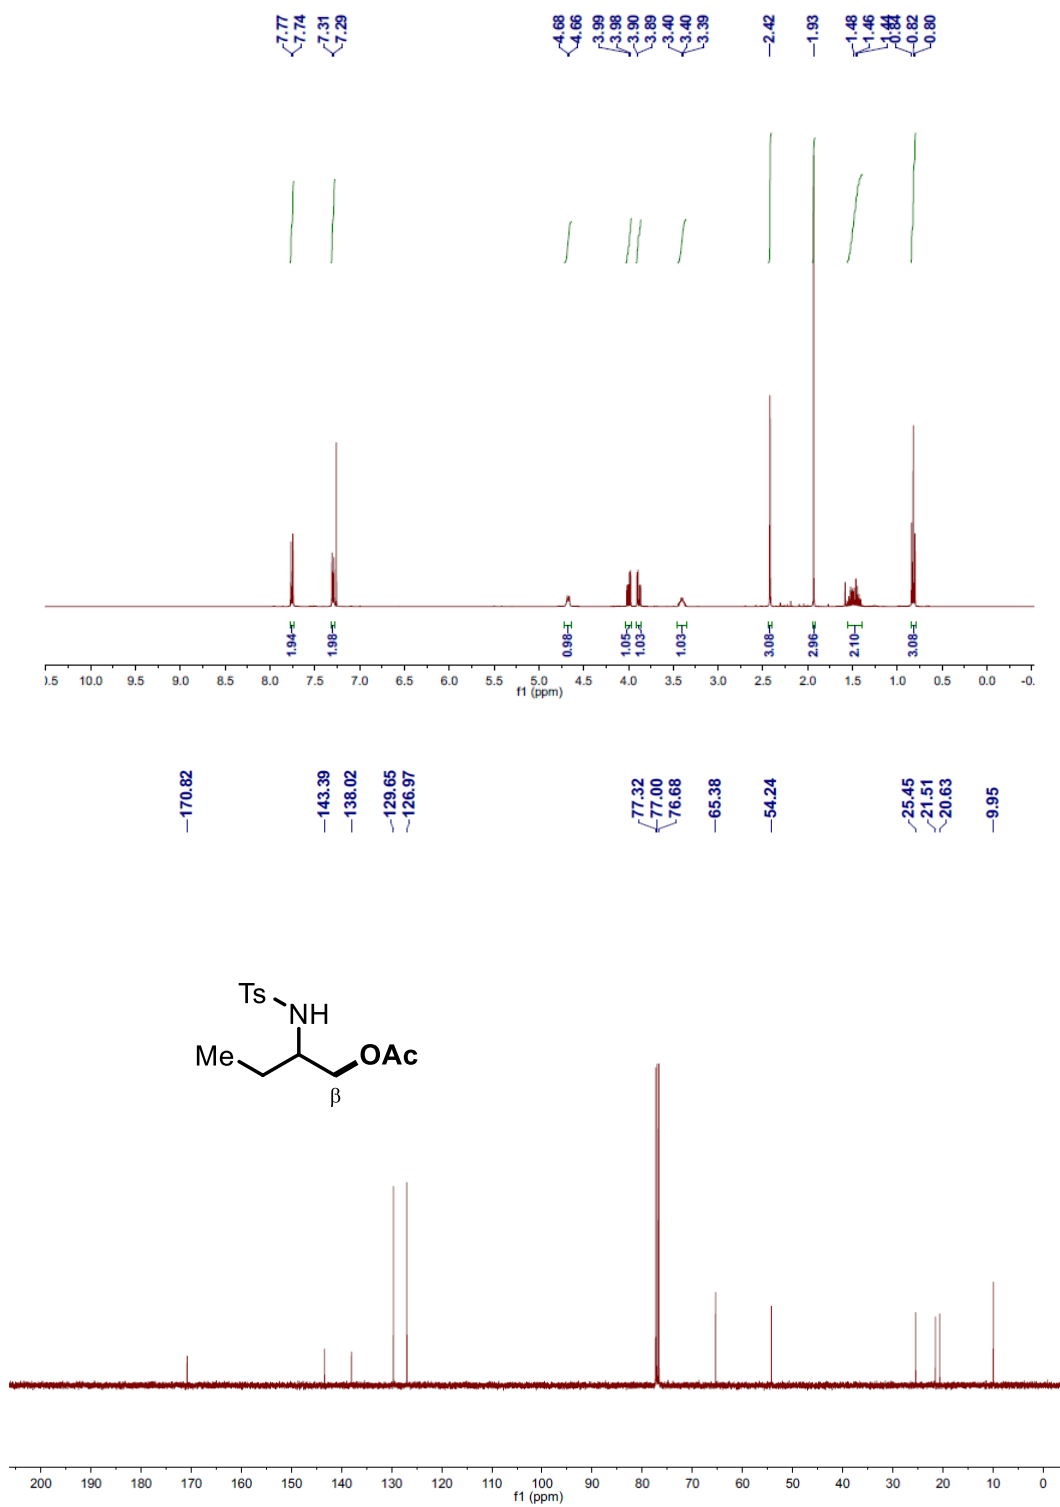 7.77 7.74 7.31 7.29 4.68 4.66 3.99 3.98 3.90 3.89 3.40 3.40 3.39 2.42 1.93 1.48 1.46 1.44 0.84 0.82 0.80
1.94 1.98 0.98 1.05 1.03 1.03 3.08 2.96 2.10 3.08
).5 10.0 9.5 9.0 8.5 8.0 7.5 7.0 6.5 6.0 5.5 5.0 4.5 4.0 3.5 3.0 2.5 2.0 1.5 1.0 0.5 0.0 -0.
f1 (ppm)
170.82 143.39 138.02 129.65 126.97 77.32 77.00 76.68 65.38 54.24 25.45 21.51 20.63 9.95
Ts
NH
Me OAc
β
200 190 180 170 160 150 140 130 120 110 100 90 80 70 60 50 40 30 20 10 0
f1 (ppm)